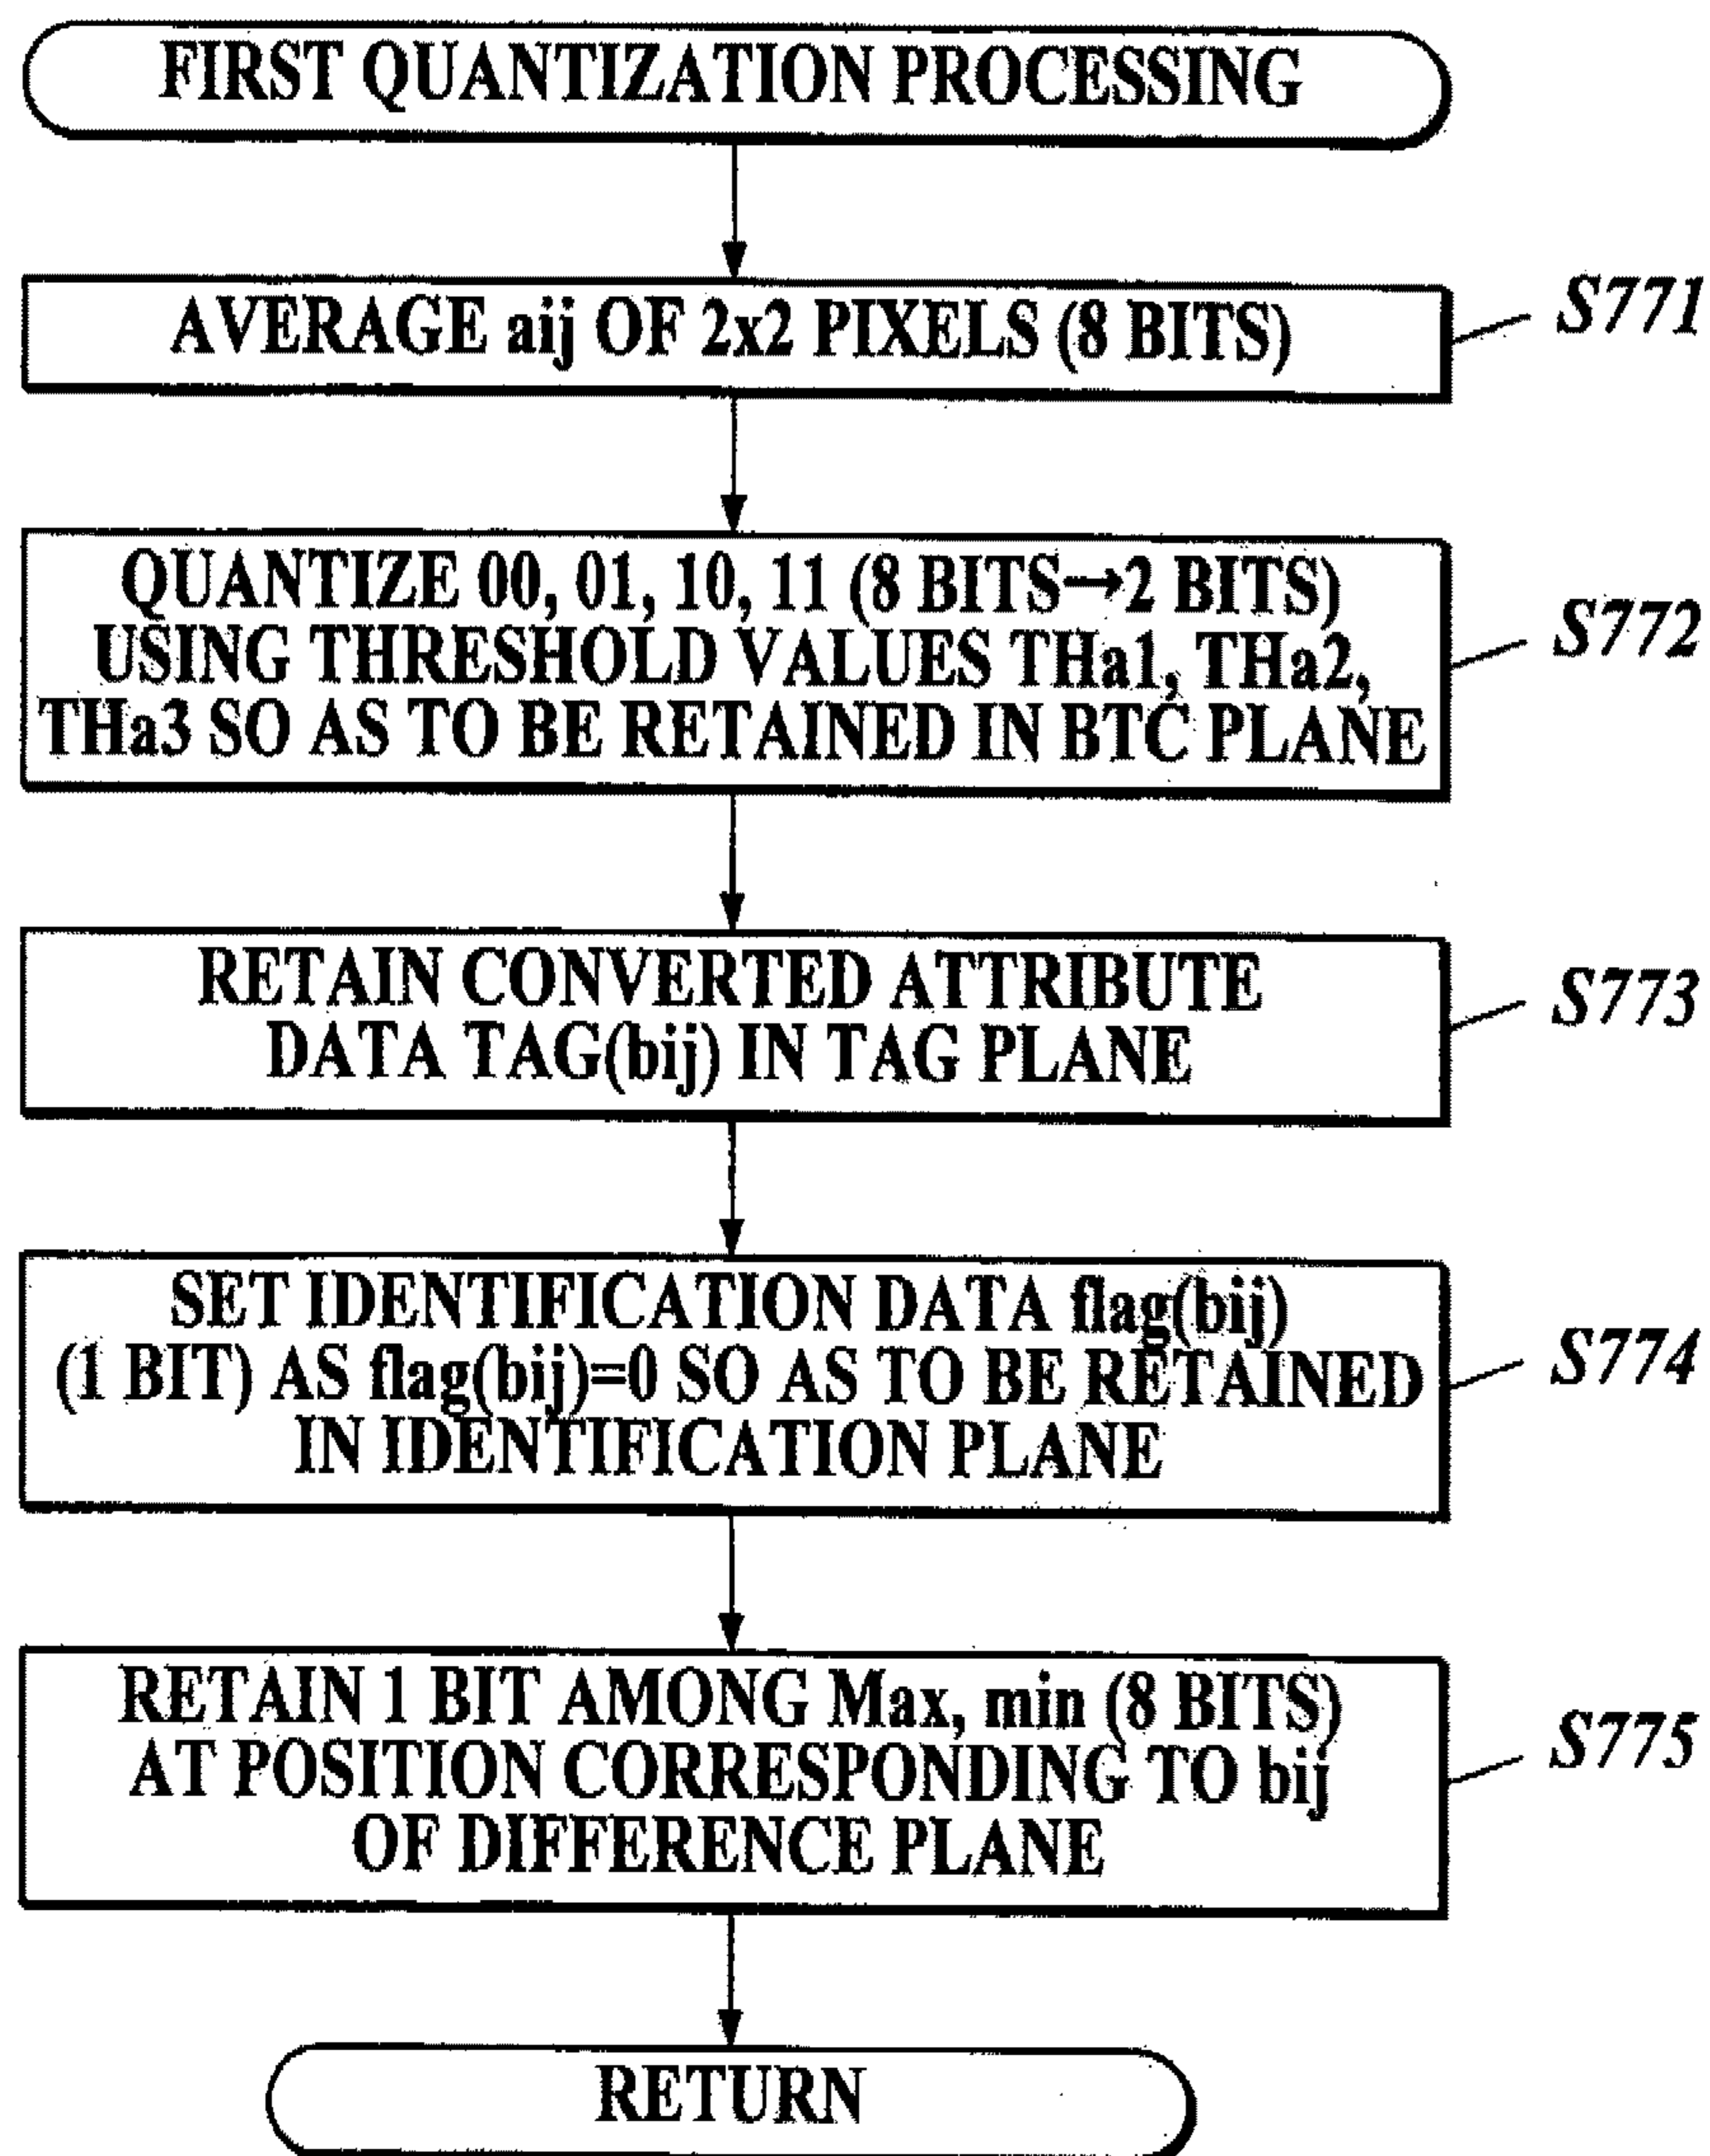 FIRST QUANTIZATION PROCESSING
AVERAGE aij OF 2x2 PIXELS (8 BITS)
S771
QUANTIZE 00, 01, 10, 11 (8 BITS→2 BITS)
USING THRESHOLD VALUES THa1, THa2,
THa3 SO AS TO BE RETAINED IN BTC PLANE
S772
RETAIN CONVERTED ATTRIBUTE
DATA TAG(bij) IN TAG PLANE
S773
SET IDENTIFICATION DATA flag(bij)
(1 BIT) AS flag(bij)=0 SO AS TO BE RETAINED
IN IDENTIFICATION PLANE
S774
RETAIN 1 BIT AMONG Max, min (8 BITS)
AT POSITION CORRESPONDING TO bij
OF DIFFERENCE PLANE
S775
RETURN